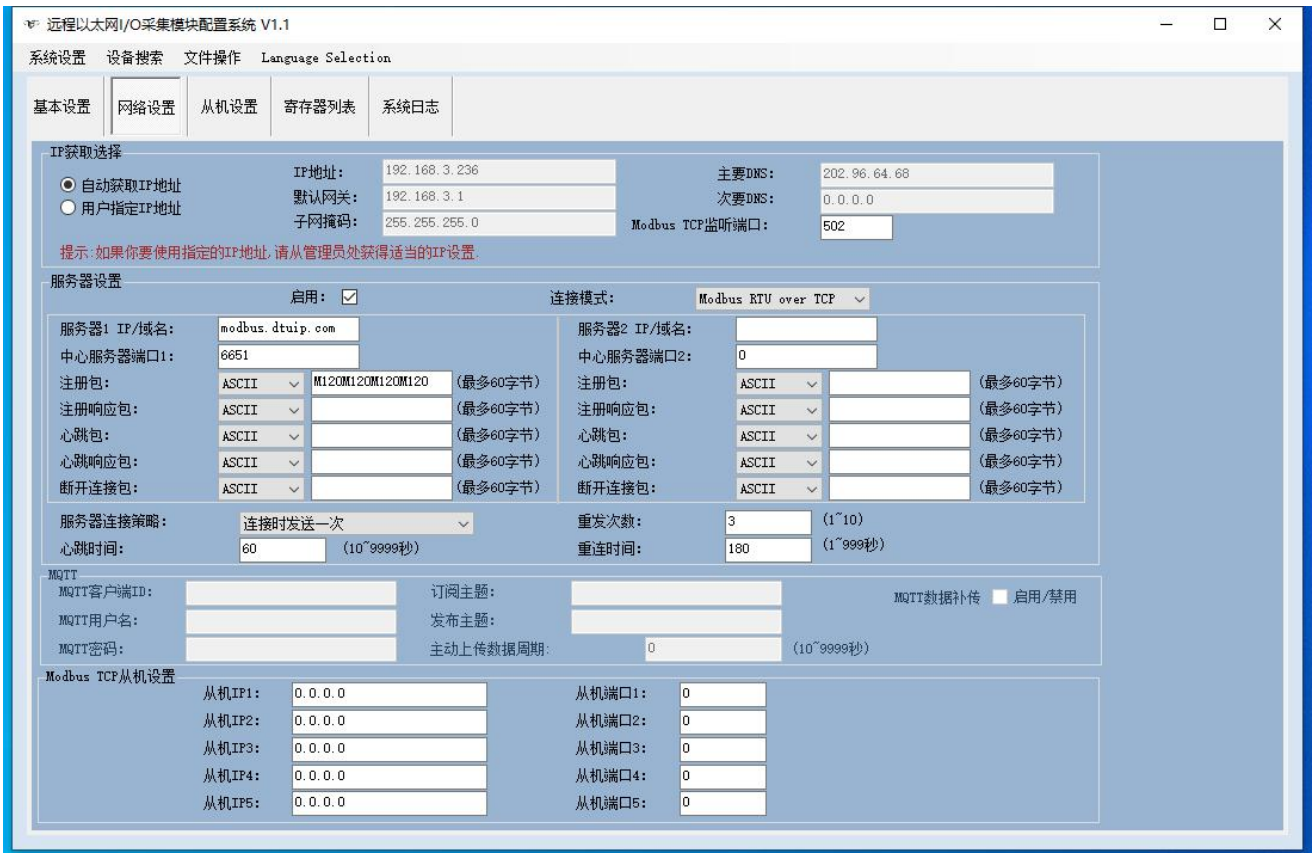 远程以太网I/O采集模块配置系统 V1.1
系统设置 设备搜索 文件操作 Language Selection
基本设置 网络设置 从机设置 寄存器列表 系统日志
IP获取选择
自动获取IP地址 IP地址: 192.168.3.236 主要DNS: 202.96.64.68
用户指定IP地址 默认网关: 192.168.3.1 次要DNS: 0.0.0.0
子网掩码: 255.255.255.0 Modbus TCP监听端口: 502
提示:如果你要使用指定的IP地址,请从管理员处获得适当的IP设置.
服务器设置
启用: 连接模式: Modbus RTU over TCP
服务器1 IP/域名: modbus.dtuip.com 服务器2 IP/域名:
中心服务器端口1: 6651 中心服务器端口2: 0
注册包: ASCII M120M120M120M120 (最多60字节) 注册包: ASCII (最多60字节)
注册响应包: ASCII (最多60字节) 注册响应包: ASCII (最多60字节)
心跳包: ASCII (最多60字节) 心跳包: ASCII (最多60字节)
心跳响应包: ASCII (最多60字节) 心跳响应包: ASCII (最多60字节)
断开连接包: ASCII (最多60字节) 断开连接包: ASCII (最多60字节)
服务器连接策略: 连接时发送一次 重发次数: 3 (1~10)
心跳时间: 60 (10~9999秒) 重连时间: 180 (1~999秒)
MQTT
MQTT客户端ID: 订阅主题: MQTT数据补传 启用/禁用
MQTT用户名: 发布主题:
MQTT密码: 主动上传数据周期: 0 (10~9999秒)
Modbus TCP从机设置
从机IP1: 0.0.0.0 从机端口1: 0
从机IP2: 0.0.0.0 从机端口2: 0
从机IP3: 0.0.0.0 从机端口3: 0
从机IP4: 0.0.0.0 从机端口4: 0
从机IP5: 0.0.0.0 从机端口5: 0